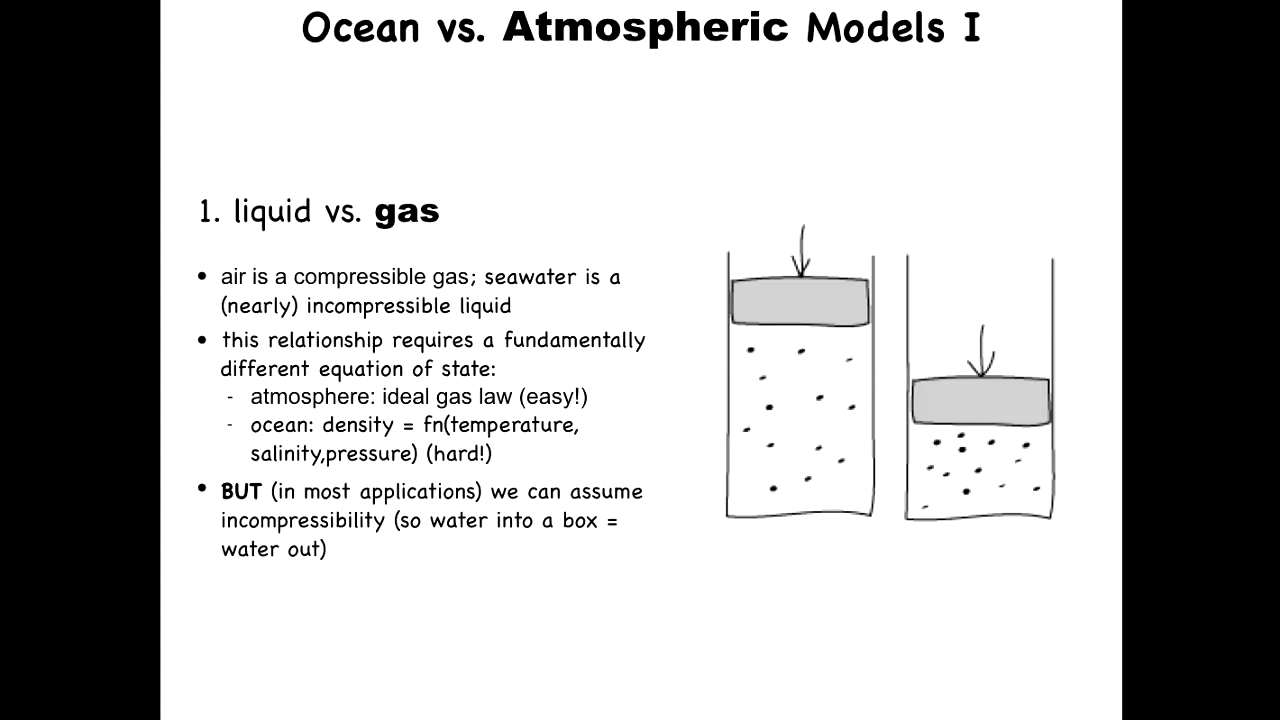 Ocean vs. Atmospheric Models I
1. liquid vs. gas
• air is a compressible gas; seawater is a
(nearly) incompressible liquid
• this relationship requires a fundamentally
different equation of state:
- atmosphere: ideal gas law (easy!)
- ocean: density = fn(temperature,
salinity,pressure) (hard!)
• BUT (in most applications) we can assume
incompressibility (so water into a box =
water out)